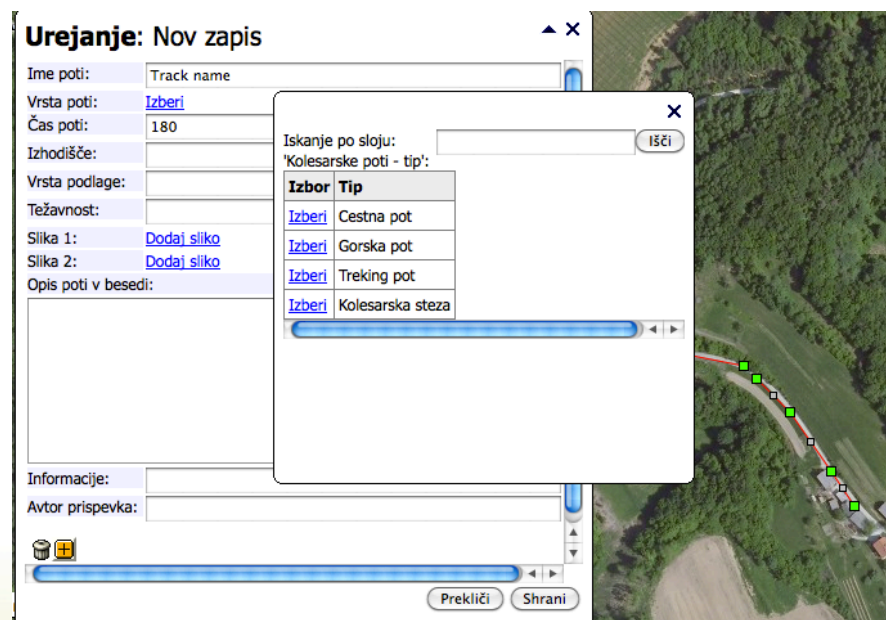 Urejanje: Nov zapis
Ime poti: Track name
Vrsta poti: Izberi
Čas poti: 180
Izhodišče:
Vrsta podlage:
Težavnost:
Slika 1: Dodaj sliko
Slika 2: Dodaj sliko
Opis poti v besedi:
Informacije:
Avtor prispevka:
Prekliči Shrani
Iskanje po sloju: Išči
'Kolesarske poti - tip':
Izbor Tip
Izberi Cestna pot
Izberi Gorska pot
Izberi Treking pot
Izberi Kolesarska steza